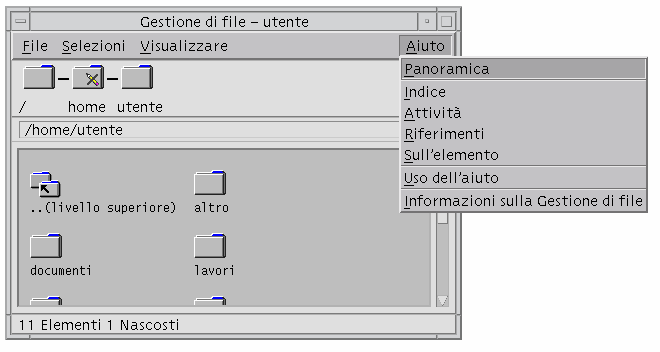 Gestione di file – utente
File Selezioni Visualizzare Aiuto
Panoramica
Indice
Attività
Riferimenti
Sull'elemento
Uso dell'aiuto
Informazioni sulla Gestione di file
/ home utente
/home/utente
..(livello superiore) altro
documenti lavori
11 Elementi 1 Nascosti